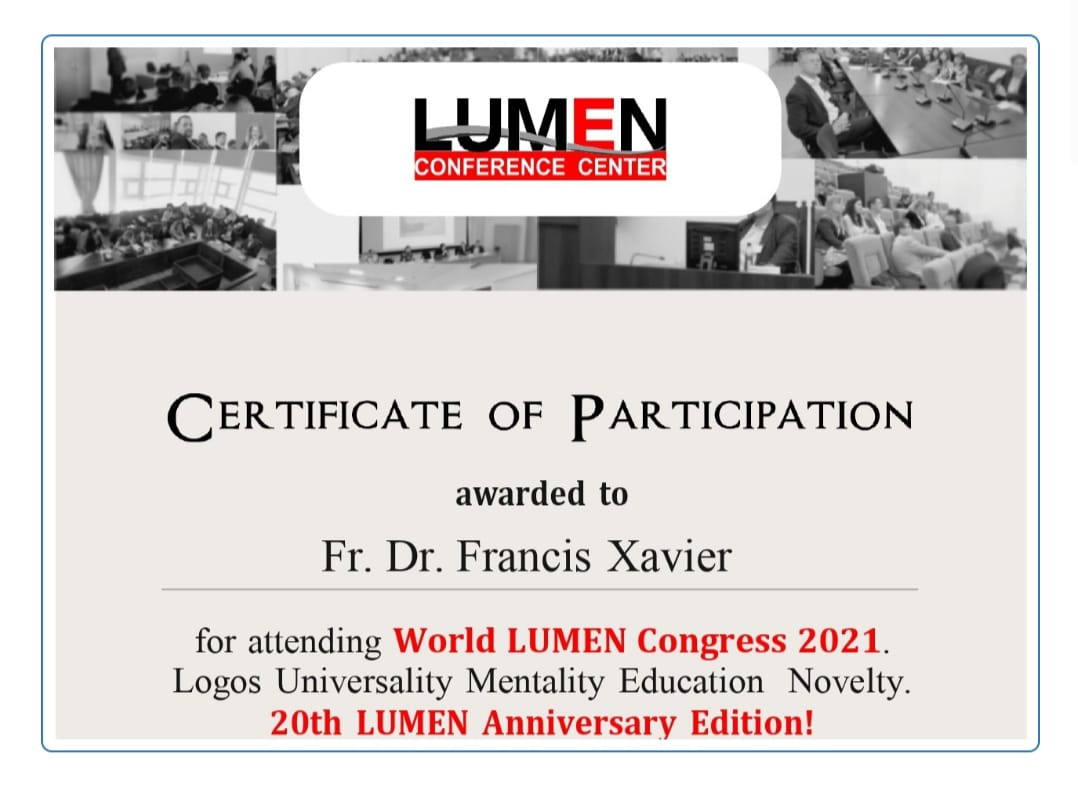 LUMEN
CONFERENCE CENTER
CERTIFICATE OF PARTICIPATION
awarded to
Fr. Dr. Francis Xavier
for attending World LUMEN Congress 2021.
Logos Universality Mentality Education Novelty.
20th LUMEN Anniversary Edition!